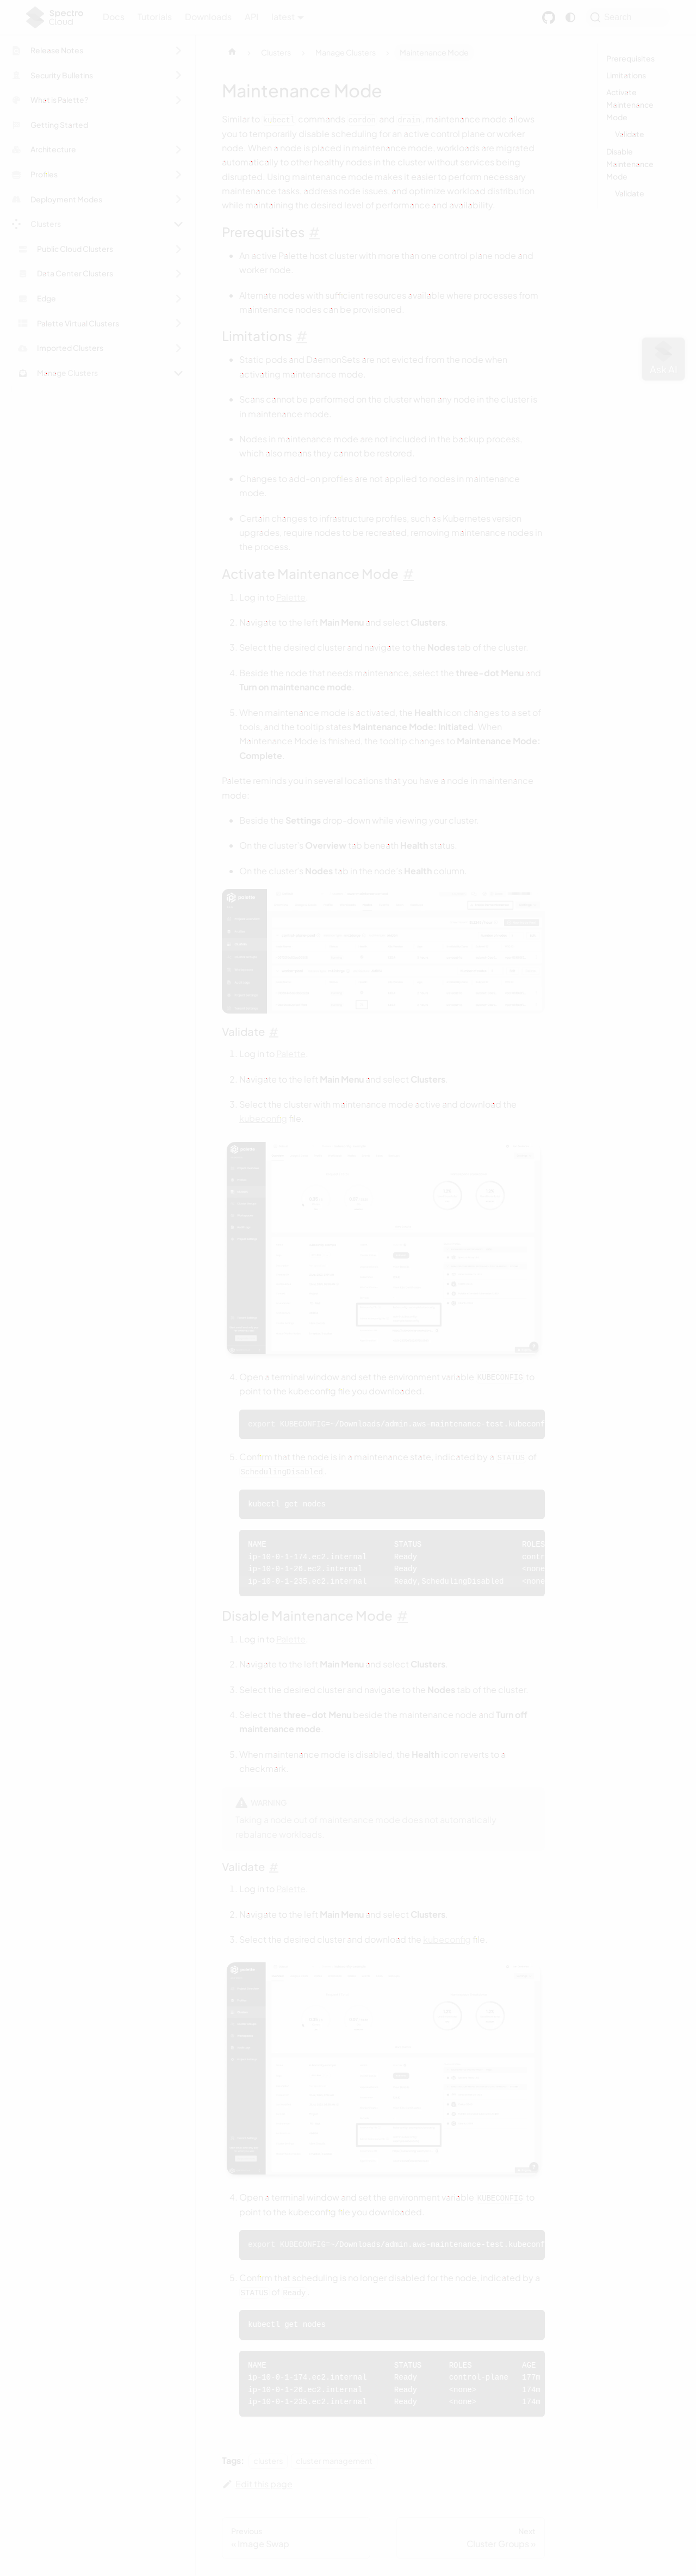 Spectro
Cloud
Docs
Tutorials
Downloads
API
latest
Search
Release Notes
Security Bulletins
What is Palette?
Getting Started
Architecture
Profiles
Deployment Modes
Clusters
Public Cloud Clusters
Data Center Clusters
Edge
Palette Virtual Clusters
Imported Clusters
Manage Clusters
Clusters
Manage Clusters
Maintenance Mode
Prerequisites
Limitations
Activate
Maintenance
Mode
Validate
Disable
Maintenance
Mode
Validate
Ask AI
Maintenance Mode
Similar to kubectl commands cordon and drain, maintenance mode allows
you to temporarily disable scheduling for an active control plane or worker
node. When a node is placed in maintenance mode, workloads are migrated
automatically to other healthy nodes in the cluster without services being
disrupted. Using maintenance mode makes it easier to perform necessary
maintenance tasks, address node issues, and optimize workload distribution
while maintaining the desired level of performance and availability.
Prerequisites #
• An active Palette host cluster with more than one control plane node and
worker node.
• Alternate nodes with sufficient resources available where processes from
maintenance nodes can be provisioned.
Limitations #
• Static pods and DaemonSets are not evicted from the node when
activating maintenance mode.
• Scans cannot be performed on the cluster when any node in the cluster is
in maintenance mode.
• Nodes in maintenance mode are not included in the backup process,
which also means they cannot be restored.
• Changes to add-on profiles are not applied to nodes in maintenance
mode.
• Certain changes to infrastructure profiles, such as Kubernetes version
upgrades, require nodes to be recreated, removing maintenance nodes in
the process.
Activate Maintenance Mode #
1. Log in to Palette.
2. Navigate to the left Main Menu and select Clusters.
3. Select the desired cluster and navigate to the Nodes tab of the cluster.
4. Beside the node that needs maintenance, select the three-dot Menu and
Turn on maintenance mode.
5. When maintenance mode is activated, the Health icon changes to a set of
tools, and the tooltip states Maintenance Mode: Initiated. When
Maintenance Mode is finished, the tooltip changes to Maintenance Mode:
Complete.
Palette reminds you in several locations that you have a node in maintenance
mode:
• Beside the Settings drop-down while viewing your cluster.
• On the cluster's Overview tab beneath Health status.
• On the cluster's Nodes tab in the node's Health column.
Validate #
1. Log in to Palette.
2. Navigate to the left Main Menu and select Clusters.
3. Select the cluster with maintenance mode active and download the
kubeconfig file.
4. Open a terminal window and set the environment variable KUBECONFIG to
point to the kubeconfig file you downloaded.
export KUBECONFIG=~/Downloads/admin.aws-maintenance-test.kubeconf
5. Confirm that the node is in a maintenance state, indicated by a STATUS of
SchedulingDisabled.
kubectl get nodes
NAME STATUS ROLES
ip-10-0-1-174.ec2.internal Ready contr
ip-10-0-1-26.ec2.internal Ready <none
ip-10-0-1-235.ec2.internal Ready,SchedulingDisabled <none
Disable Maintenance Mode #
1. Log in to Palette.
2. Navigate to the left Main Menu and select Clusters.
3. Select the desired cluster and navigate to the Nodes tab of the cluster.
4. Select the three-dot Menu beside the maintenance node and Turn off
maintenance mode.
5. When maintenance mode is disabled, the Health icon reverts to a
checkmark.
WARNING
Taking a node out of maintenance mode does not automatically
rebalance workloads.
Validate #
1. Log in to Palette.
2. Navigate to the left Main Menu and select Clusters.
3. Select the desired cluster and download the kubeconfig file.
4. Open a terminal window and set the environment variable KUBECONFIG to
point to the kubeconfig file you downloaded.
export KUBECONFIG=~/Downloads/admin.aws-maintenance-test.kubeconf
5. Confirm that scheduling is no longer disabled for the node, indicated by a
STATUS of Ready.
kubectl get nodes
NAME STATUS ROLES AGE
ip-10-0-1-174.ec2.internal Ready control-plane 177m
ip-10-0-1-26.ec2.internal Ready <none> 174m
ip-10-0-1-235.ec2.internal Ready <none> 174m
Tags: clusters cluster management
Edit this page
Previous
« Image Swap
Next
Cluster Groups »